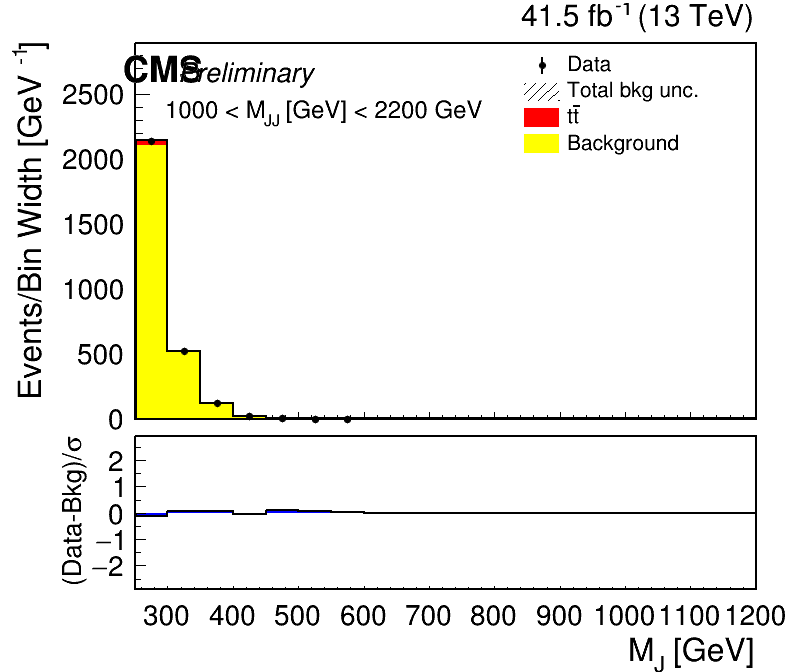 41.5 fb-1 (13 TeV)
CMS Preliminary
1000 < MJJ [GeV] < 2200 GeV
Data
Total bkg unc.
tt̄
Background
Events/Bin Width [GeV-1]
2500
2000
1500
1000
500
0
(Data-Bkg)/σ
2
1
0
−1
−2
300 400 500 600 700 800 900 1000 1100 1200
MJ [GeV]